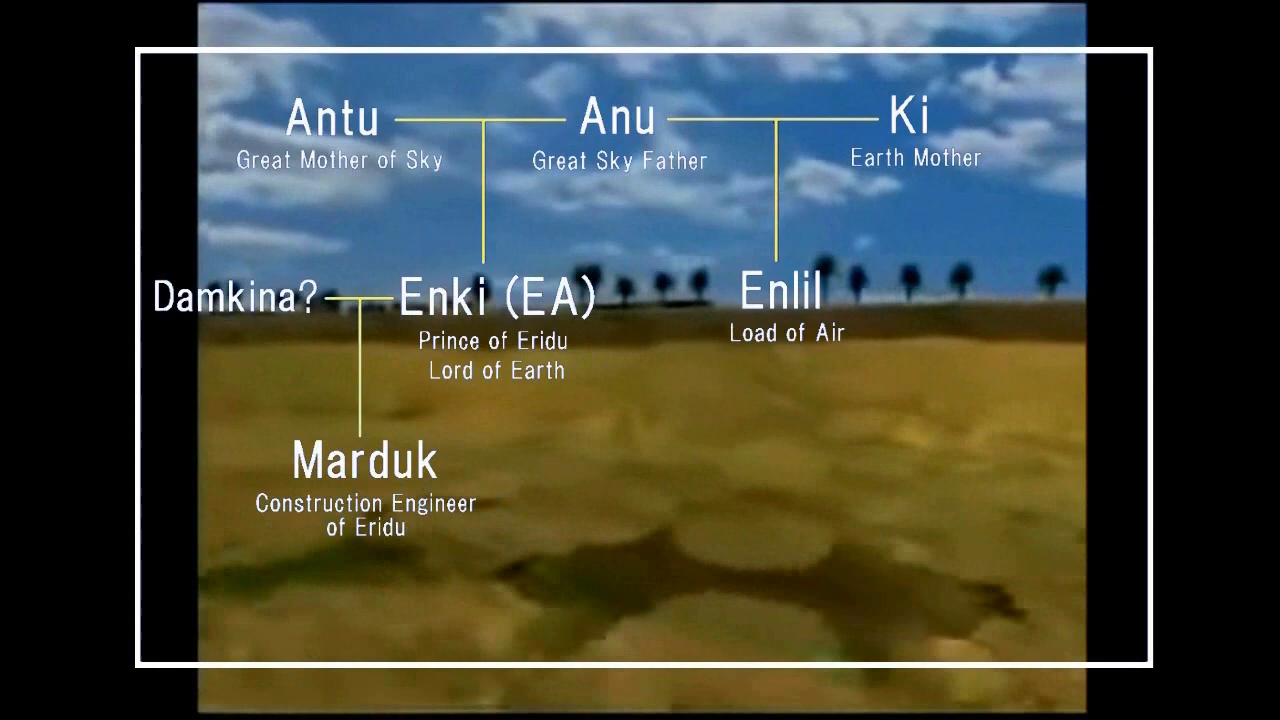 Antu
Great Mother of Sky
Anu
Great Sky Father
Ki
Earth Mother
Damkina?
Enki (EA)
Prince of Eridu
Lord of Earth
Enlil
Load of Air
Marduk
Construction Engineer
of Eridu